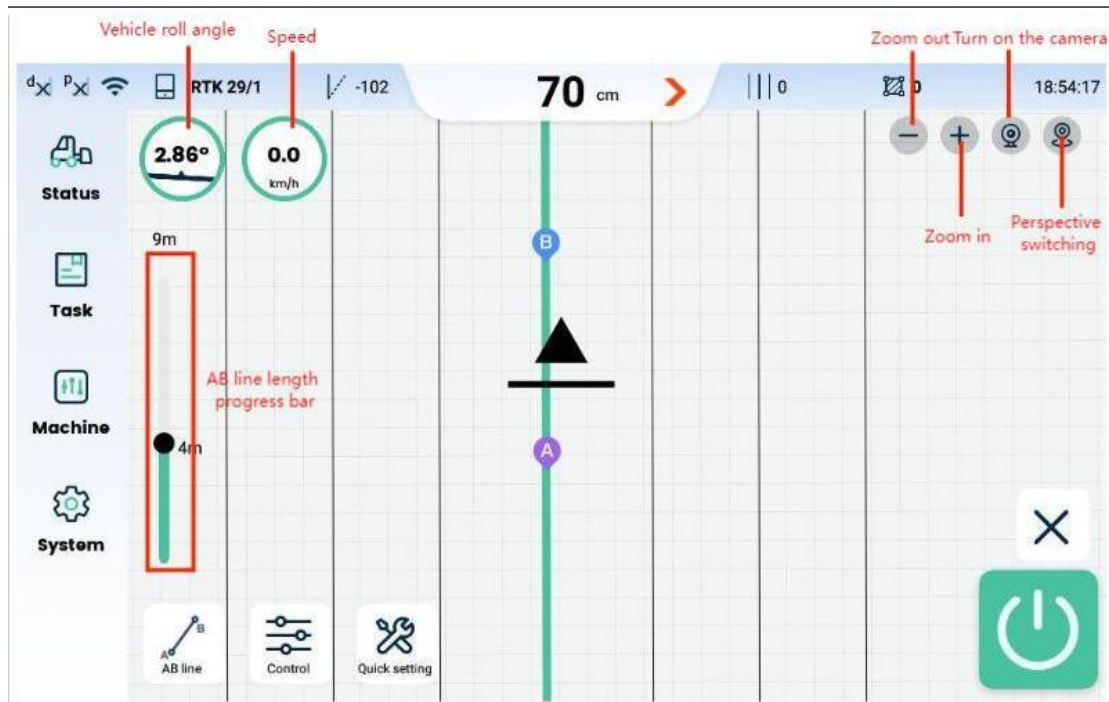 Vehicle roll angle
Speed
Zoom out Turn on the camera
d P RTK 29/1 -102 70 cm 0 0 18:54:17
2.86° 0.0
km/h
Status
9m
B
Zoom in
Perspective
switching
Task
AB line length
progress bar
Machine
4m
A
System
A B
AB line
Control
Quick setting